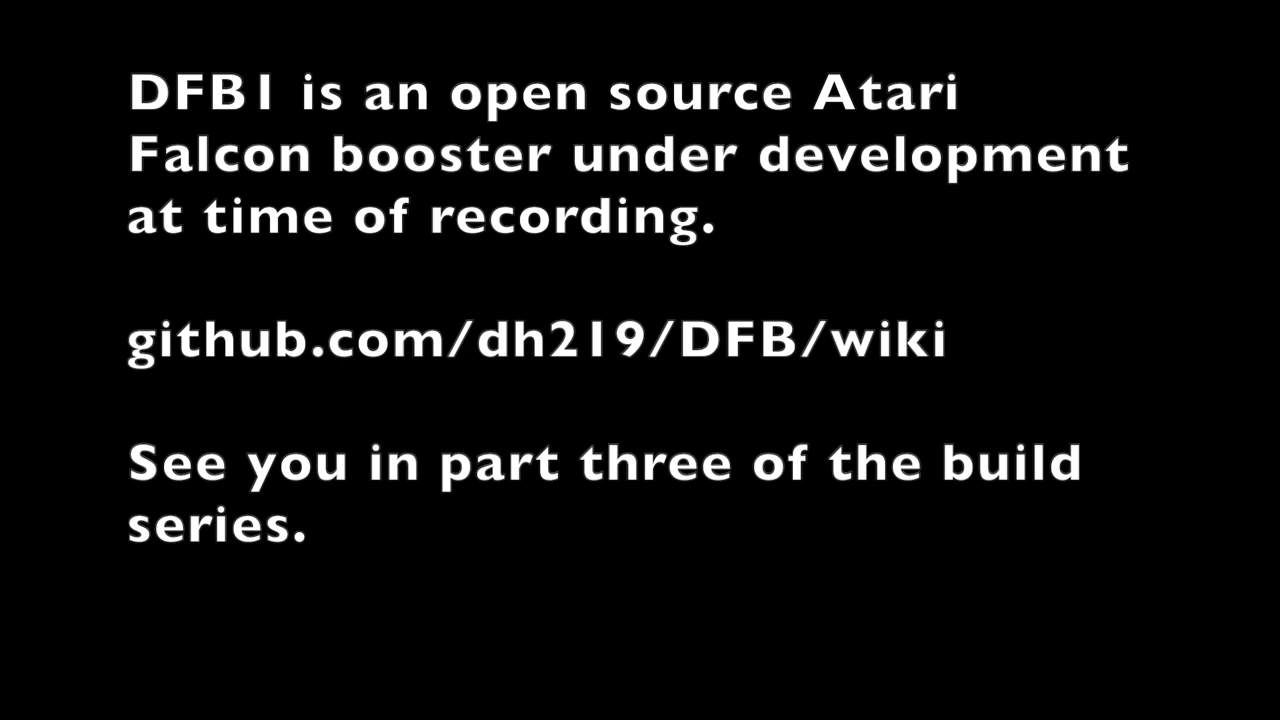 DFB1 is an open source Atari
Falcon booster under development
at time of recording.
github.com/dh219/DFB/wiki
See you in part three of the build
series.